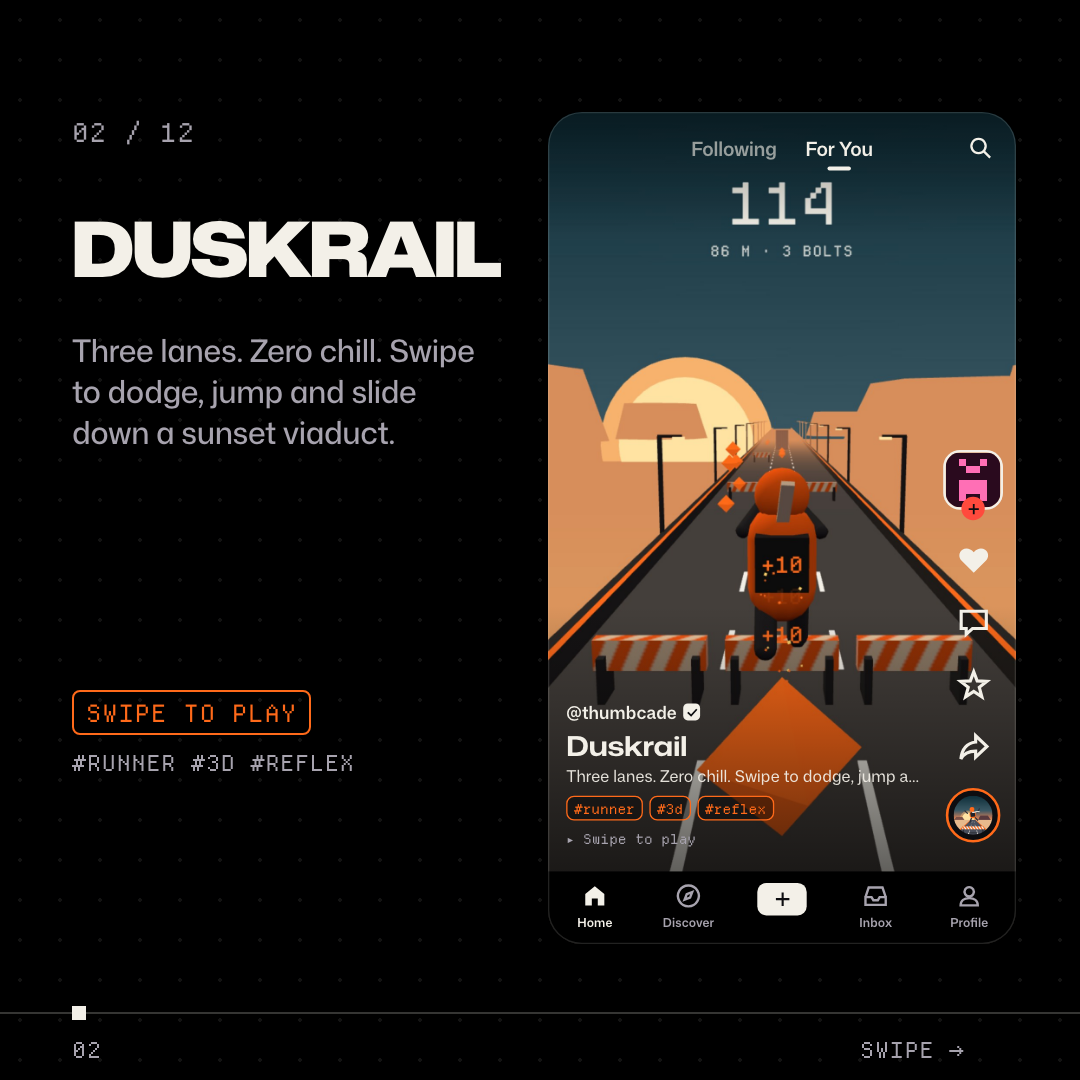 02 / 12
DUSKRAIL
Three lanes. Zero chill. Swipe
to dodge, jump and slide
down a sunset viaduct.
SWIPE TO PLAY
#RUNNER #3D #REFLEX
Following For You
114
86 M · 3 BOLTS
+10
+10
@thumbcade
Duskrail
Three lanes. Zero chill. Swipe to dodge, jump a...
#runner #3d #reflex
▸ Swipe to play
Home Discover Inbox Profile
02
SWIPE →